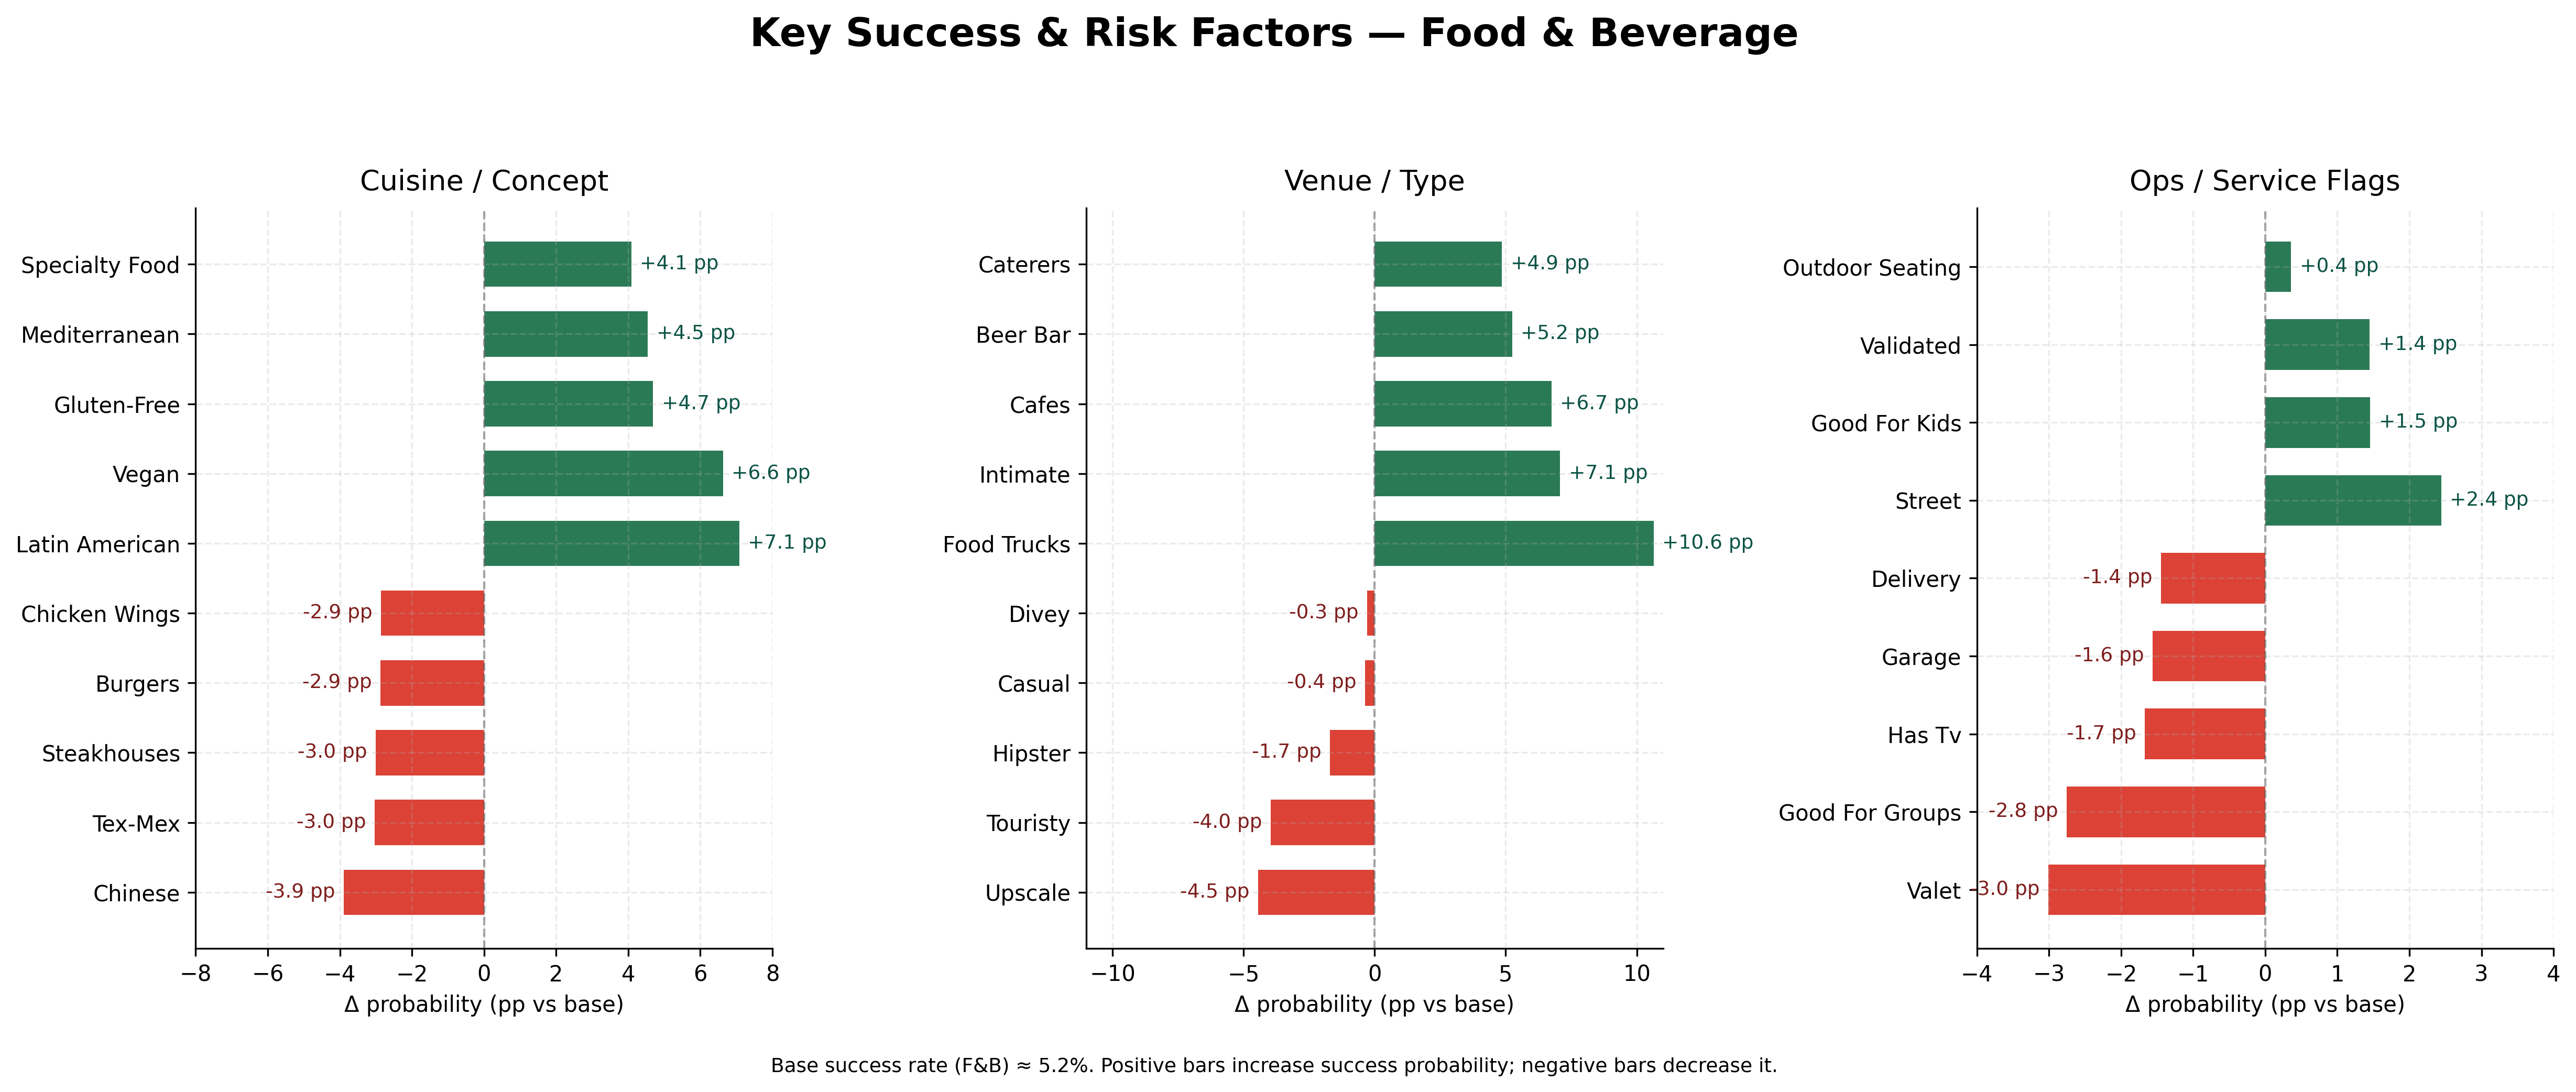 Key Success & Risk Factors — Food & Beverage
Cuisine / Concept
Specialty Food
+4.1 pp
Mediterranean
+4.5 pp
Gluten-Free
+4.7 pp
Vegan
+6.6 pp
Latin American
+7.1 pp
Chicken Wings
-2.9 pp
Burgers
-2.9 pp
Steakhouses
-3.0 pp
Tex-Mex
-3.0 pp
Chinese
-3.9 pp
−8 −6 −4 −2 0 2 4 6 8
Δ probability (pp vs base)
Venue / Type
Caterers
+4.9 pp
Beer Bar
+5.2 pp
Cafes
+6.7 pp
Intimate
+7.1 pp
Food Trucks
+10.6 pp
Divey
-0.3 pp
Casual
-0.4 pp
Hipster
-1.7 pp
Touristy
-4.0 pp
Upscale
-4.5 pp
−10 −5 0 5 10
Δ probability (pp vs base)
Ops / Service Flags
Outdoor Seating
+0.4 pp
Validated
+1.4 pp
Good For Kids
+1.5 pp
Street
+2.4 pp
Delivery
-1.4 pp
Garage
-1.6 pp
Has Tv
-1.7 pp
Good For Groups
-2.8 pp
Valet
-3.0 pp
−4 −3 −2 −1 0 1 2 3 4
Δ probability (pp vs base)
Base success rate (F&B) ≈ 5.2%. Positive bars increase success probability; negative bars decrease it.